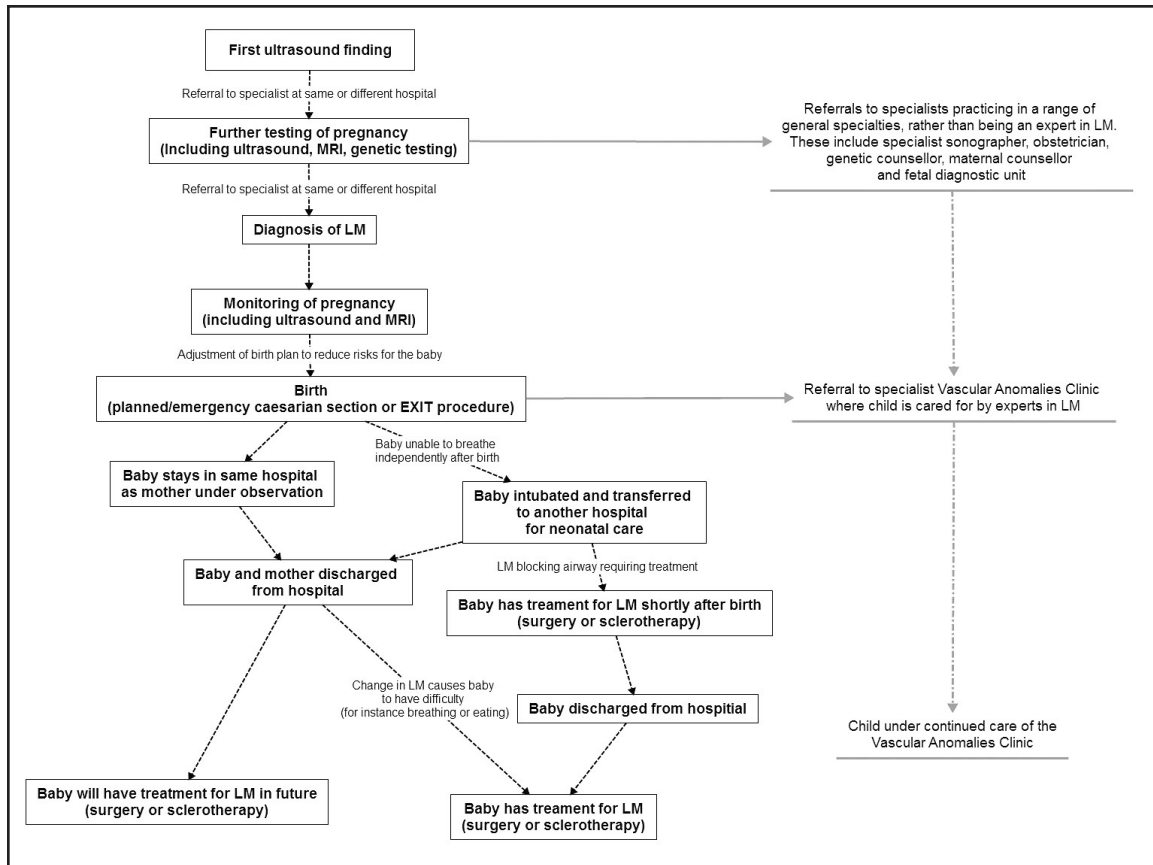 First ultrasound finding
Referral to specialist at same or different hospital
Further testing of pregnancy
(Including ultrasound, MRI, genetic testing)
Referrals to specialists practicing in a range of
general specialties, rather than being an expert in LM.
These include specialist sonographer, obstetrician,
genetic counsellor, maternal counsellor
and fetal diagnostic unit
Referral to specialist at same or different hospital
Diagnosis of LM
Monitoring of pregnancy
(including ultrasound and MRI)
Adjustment of birth plan to reduce risks for the baby
Birth
(planned/emergency caesarian section or EXIT procedure)
Referral to specialist Vascular Anomalies Clinic
where child is cared for by experts in LM
Baby unable to breathe
independently after birth
Baby stays in same hospital
as mother under observation
Baby intubated and transferred
to another hospital
for neonatal care
Baby and mother discharged
from hospital
LM blocking airway requiring treatment
Baby has treament for LM shortly after birth
(surgery or sclerotherapy)
Change in LM causes baby
to have difficulty
(for instance breathing or eating)
Baby discharged from hospitial
Child under continued care of the
Vascular Anomalies Clinic
Baby will have treatment for LM in future
(surgery or sclerotherapy)
Baby has treament for LM
(surgery or sclerotherapy)